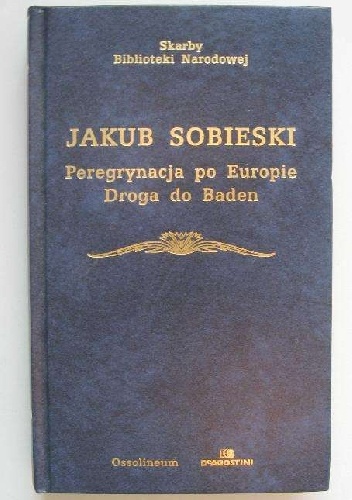 Skarby
Biblioteki Narodowej
JAKUB SOBIESKI
Peregrynacja po Europie
Droga do Baden
Ossolineum
DEAGOSTINI